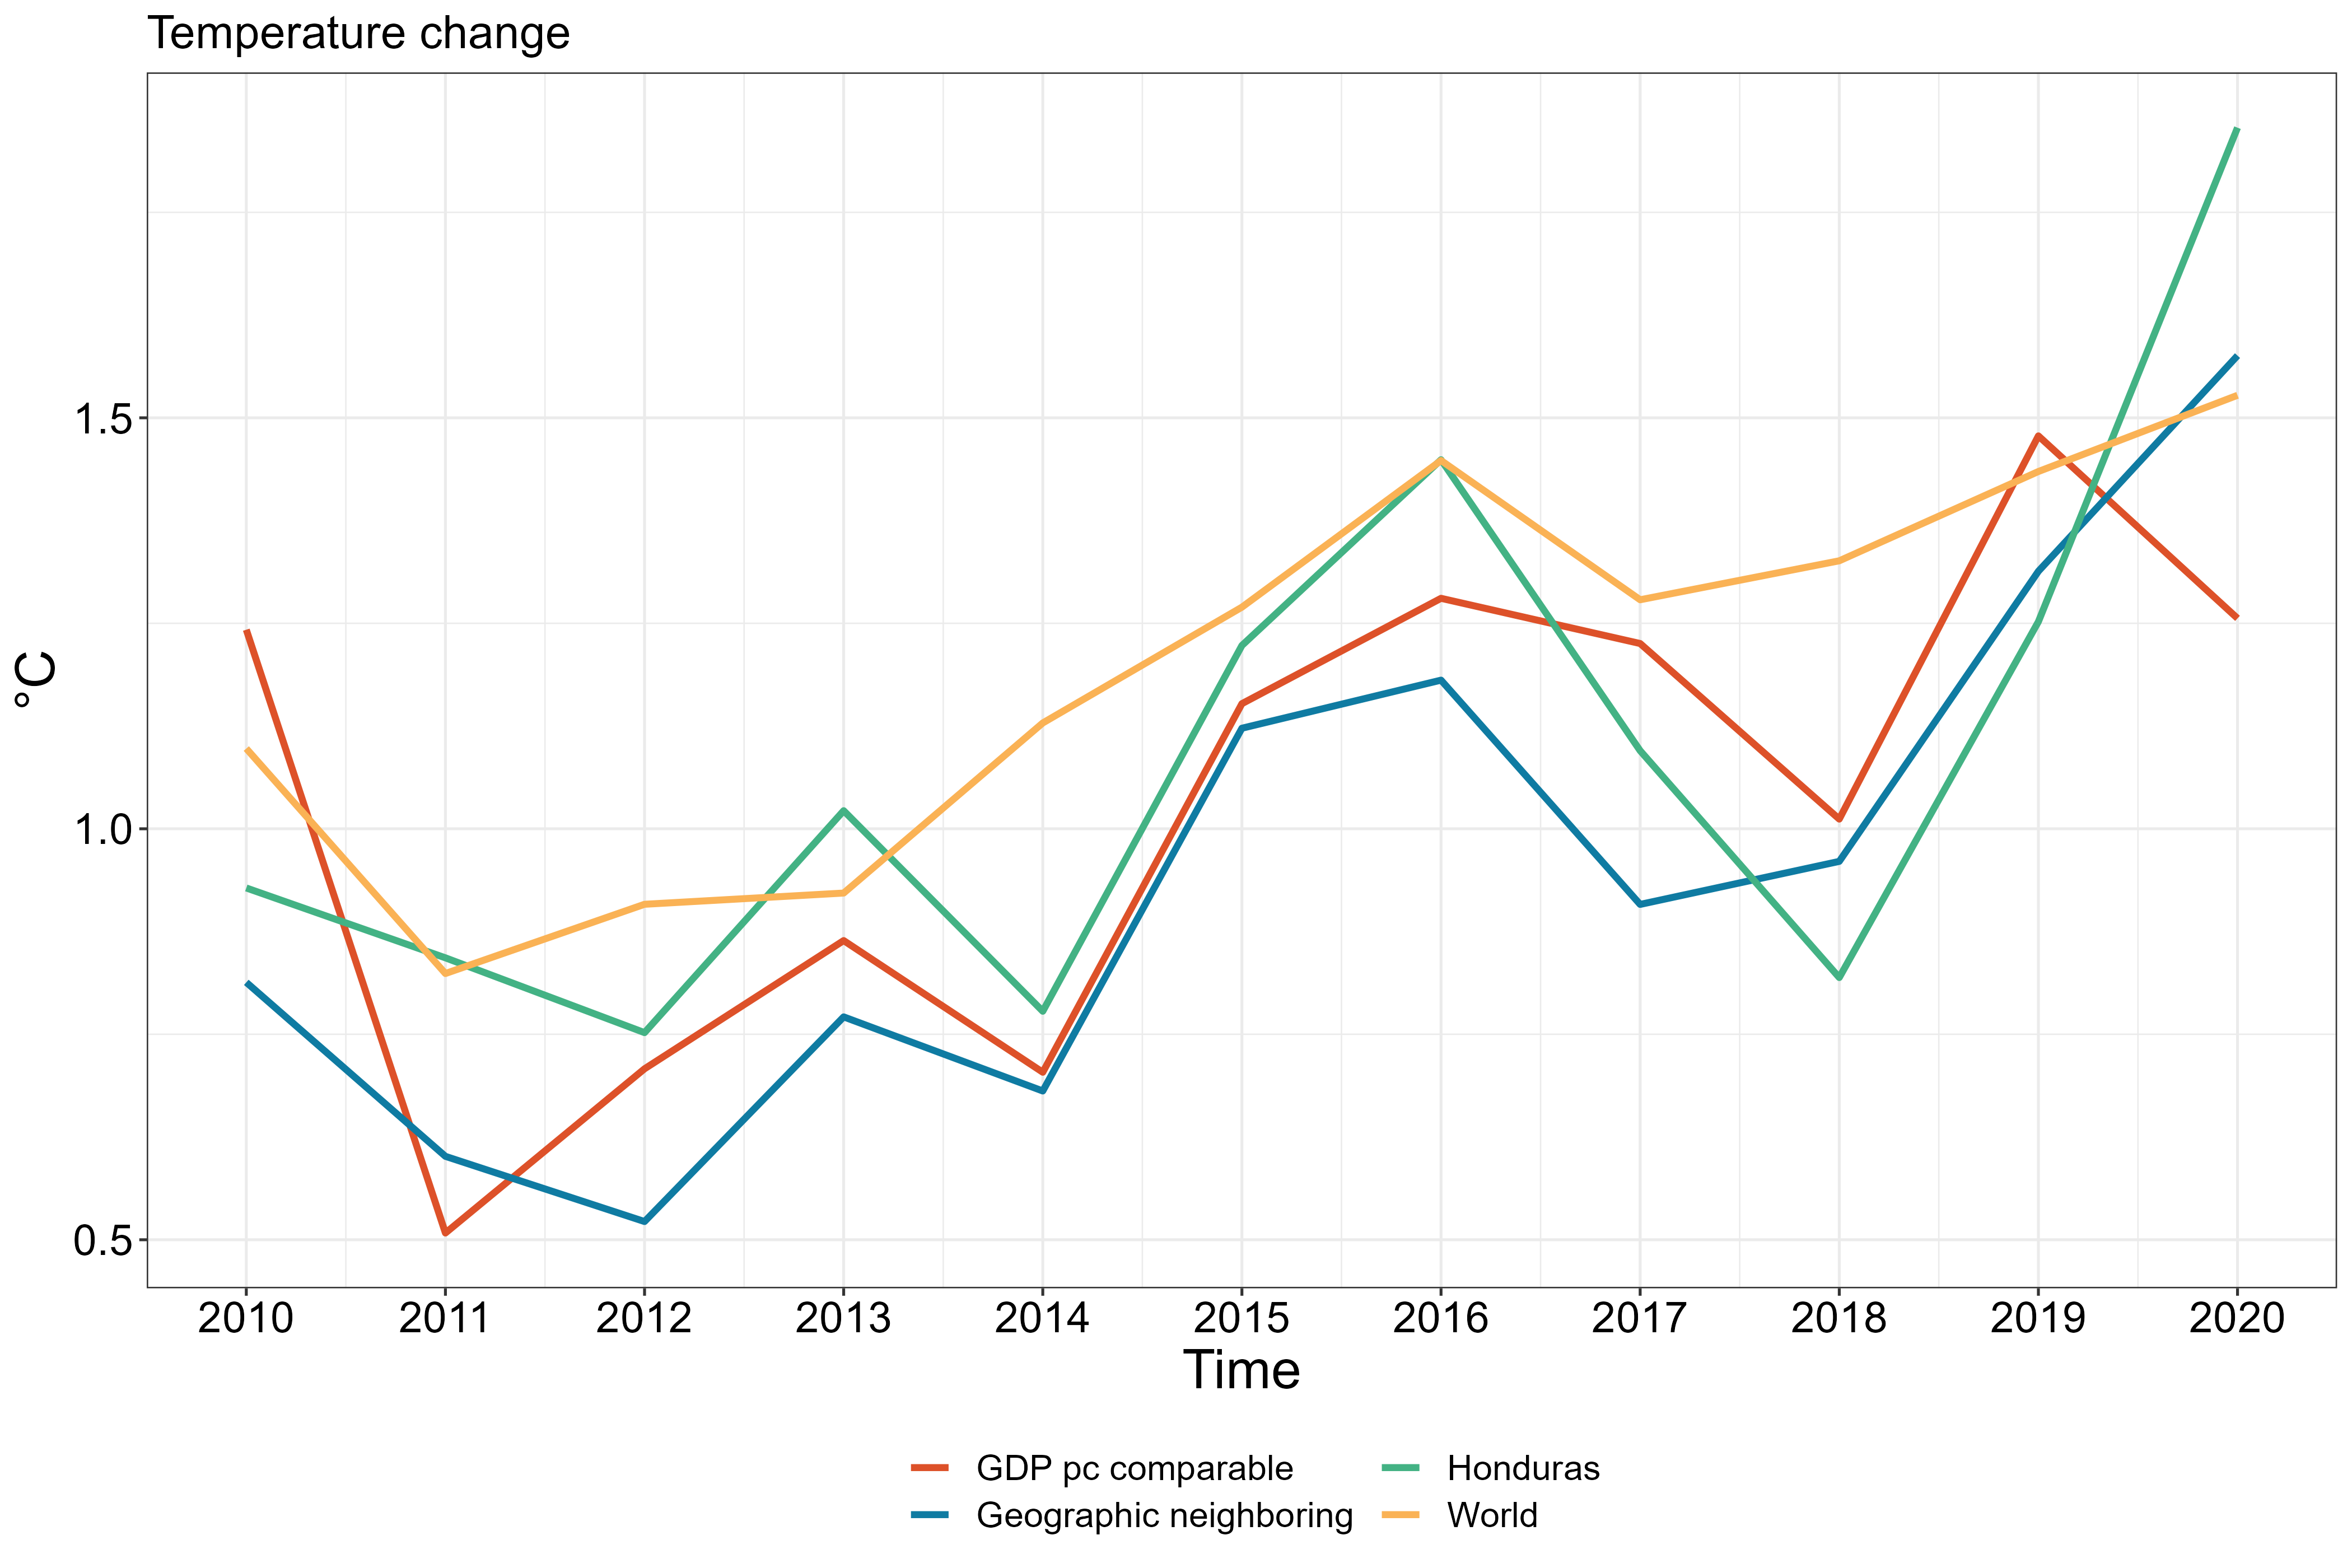 Temperature change
°C
1.5
1.0
0.5
2010 2011 2012 2013 2014 2015 2016 2017 2018 2019 2020
Time
GDP pc comparable Honduras
Geographic neighboring World